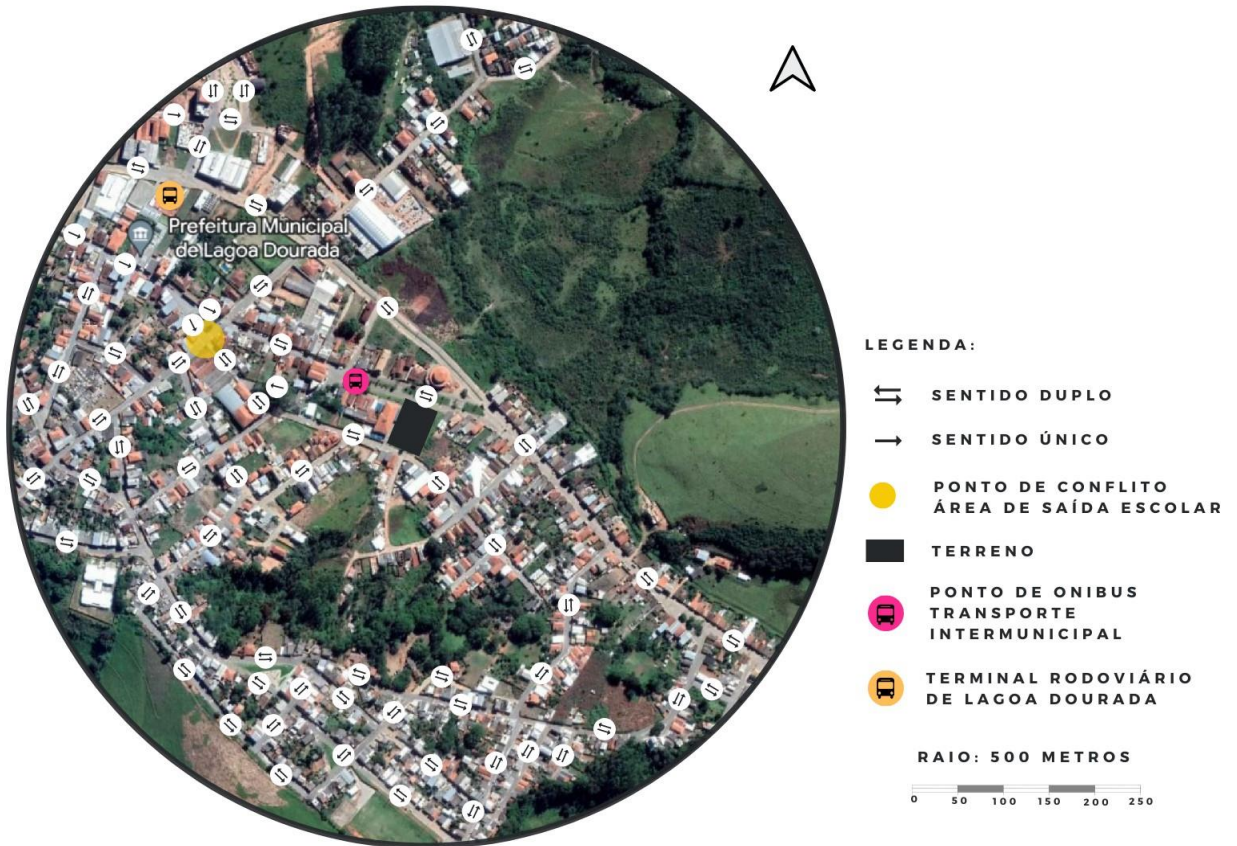 Prefeitura Municipal
de Lagoa Dourada
LEGENDA:
SENTIDO DUPLO
SENTIDO ÚNICO
PONTO DE CONFLITO
ÁREA DE SAÍDA ESCOLAR
TERRENO
PONTO DE ONIBUS
TRANSPORTE
INTERMUNICIPAL
TERMINAL RODOVIÁRIO
DE LAGOA DOURADA
RAIO: 500 METROS
0 50 100 150 200 250